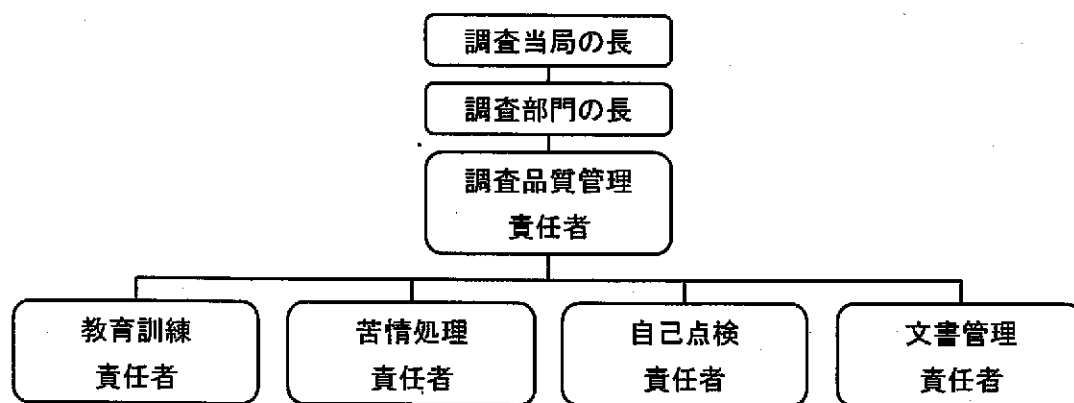 調査当局の長
調査部門の長
調査品質管理
責任者
教育訓練
責任者
苦情処理
責任者
自己点検
責任者
文書管理
責任者